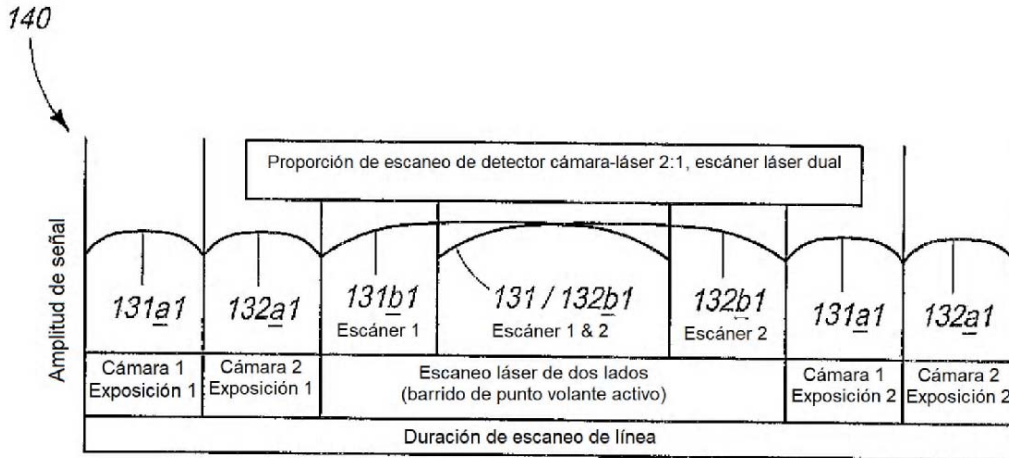 140
Proporción de escaneo de detector cámara-láser 2:1, escáner láser dual
Amplitud de señal
131a1
132a1
131b1
131 / 132b1
132b1
131a1
132a1
Escáner 1
Escáner 1 & 2
Escáner 2
Cámara 1
Exposición 1
Cámara 2
Exposición 1
Escaneo láser de dos lados
(barrido de punto volante activo)
Cámara 1
Exposición 2
Cámara 2
Exposición 2
Duración de escaneo de línea